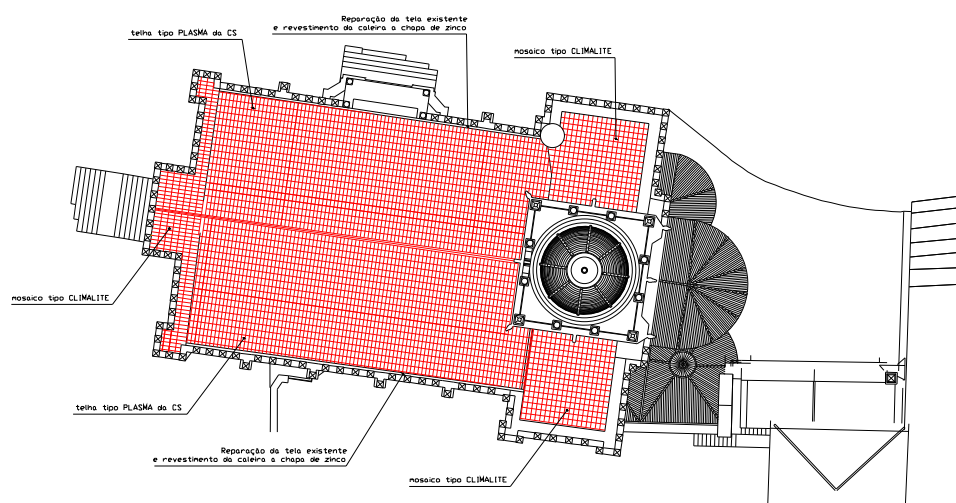 Reparação da tela existente
e revestimento da caleira a chapa de zinco
telha tipo PLASMA da CS
mosaico tipo CLIMALITE
mosaico tipo CLIMALITE
telha tipo PLASMA da CS
Reparação da tela existente
e revestimento da caleira a chapa de zinco
mosaico tipo CLIMALITE